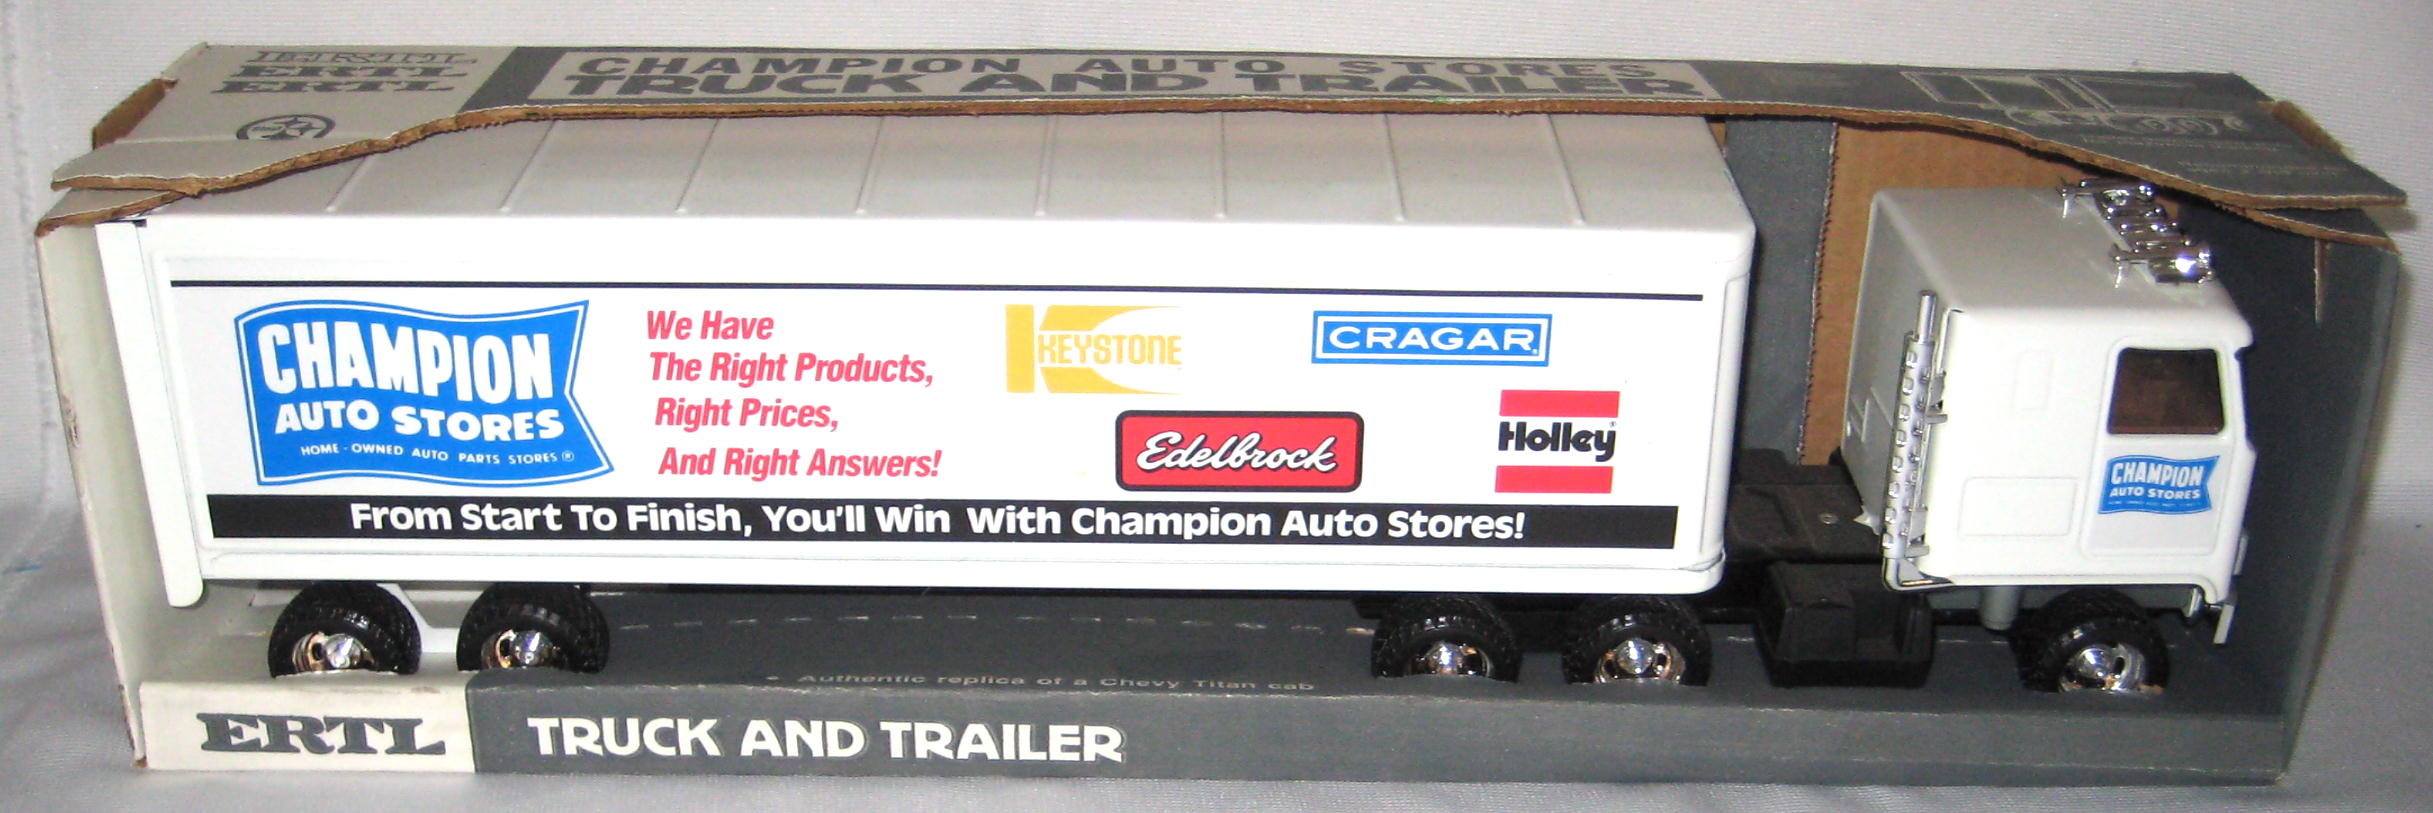 ERTL
CHAMPION AUTO STORES
TRUCK AND TRAILER
CHAMPION
AUTO STORES
HOME - OWNED AUTO PARTS STORES ®
We Have
The Right Products,
Right Prices,
And Right Answers!
KEYSTONE
CRAGAR®
Edelbrock
Holley®
From Start To Finish, You'll Win With Champion Auto Stores!
CHAMPION
AUTO STORES
• Authentic replica of a Chevy Titan cab
ERTL
TRUCK AND TRAILER